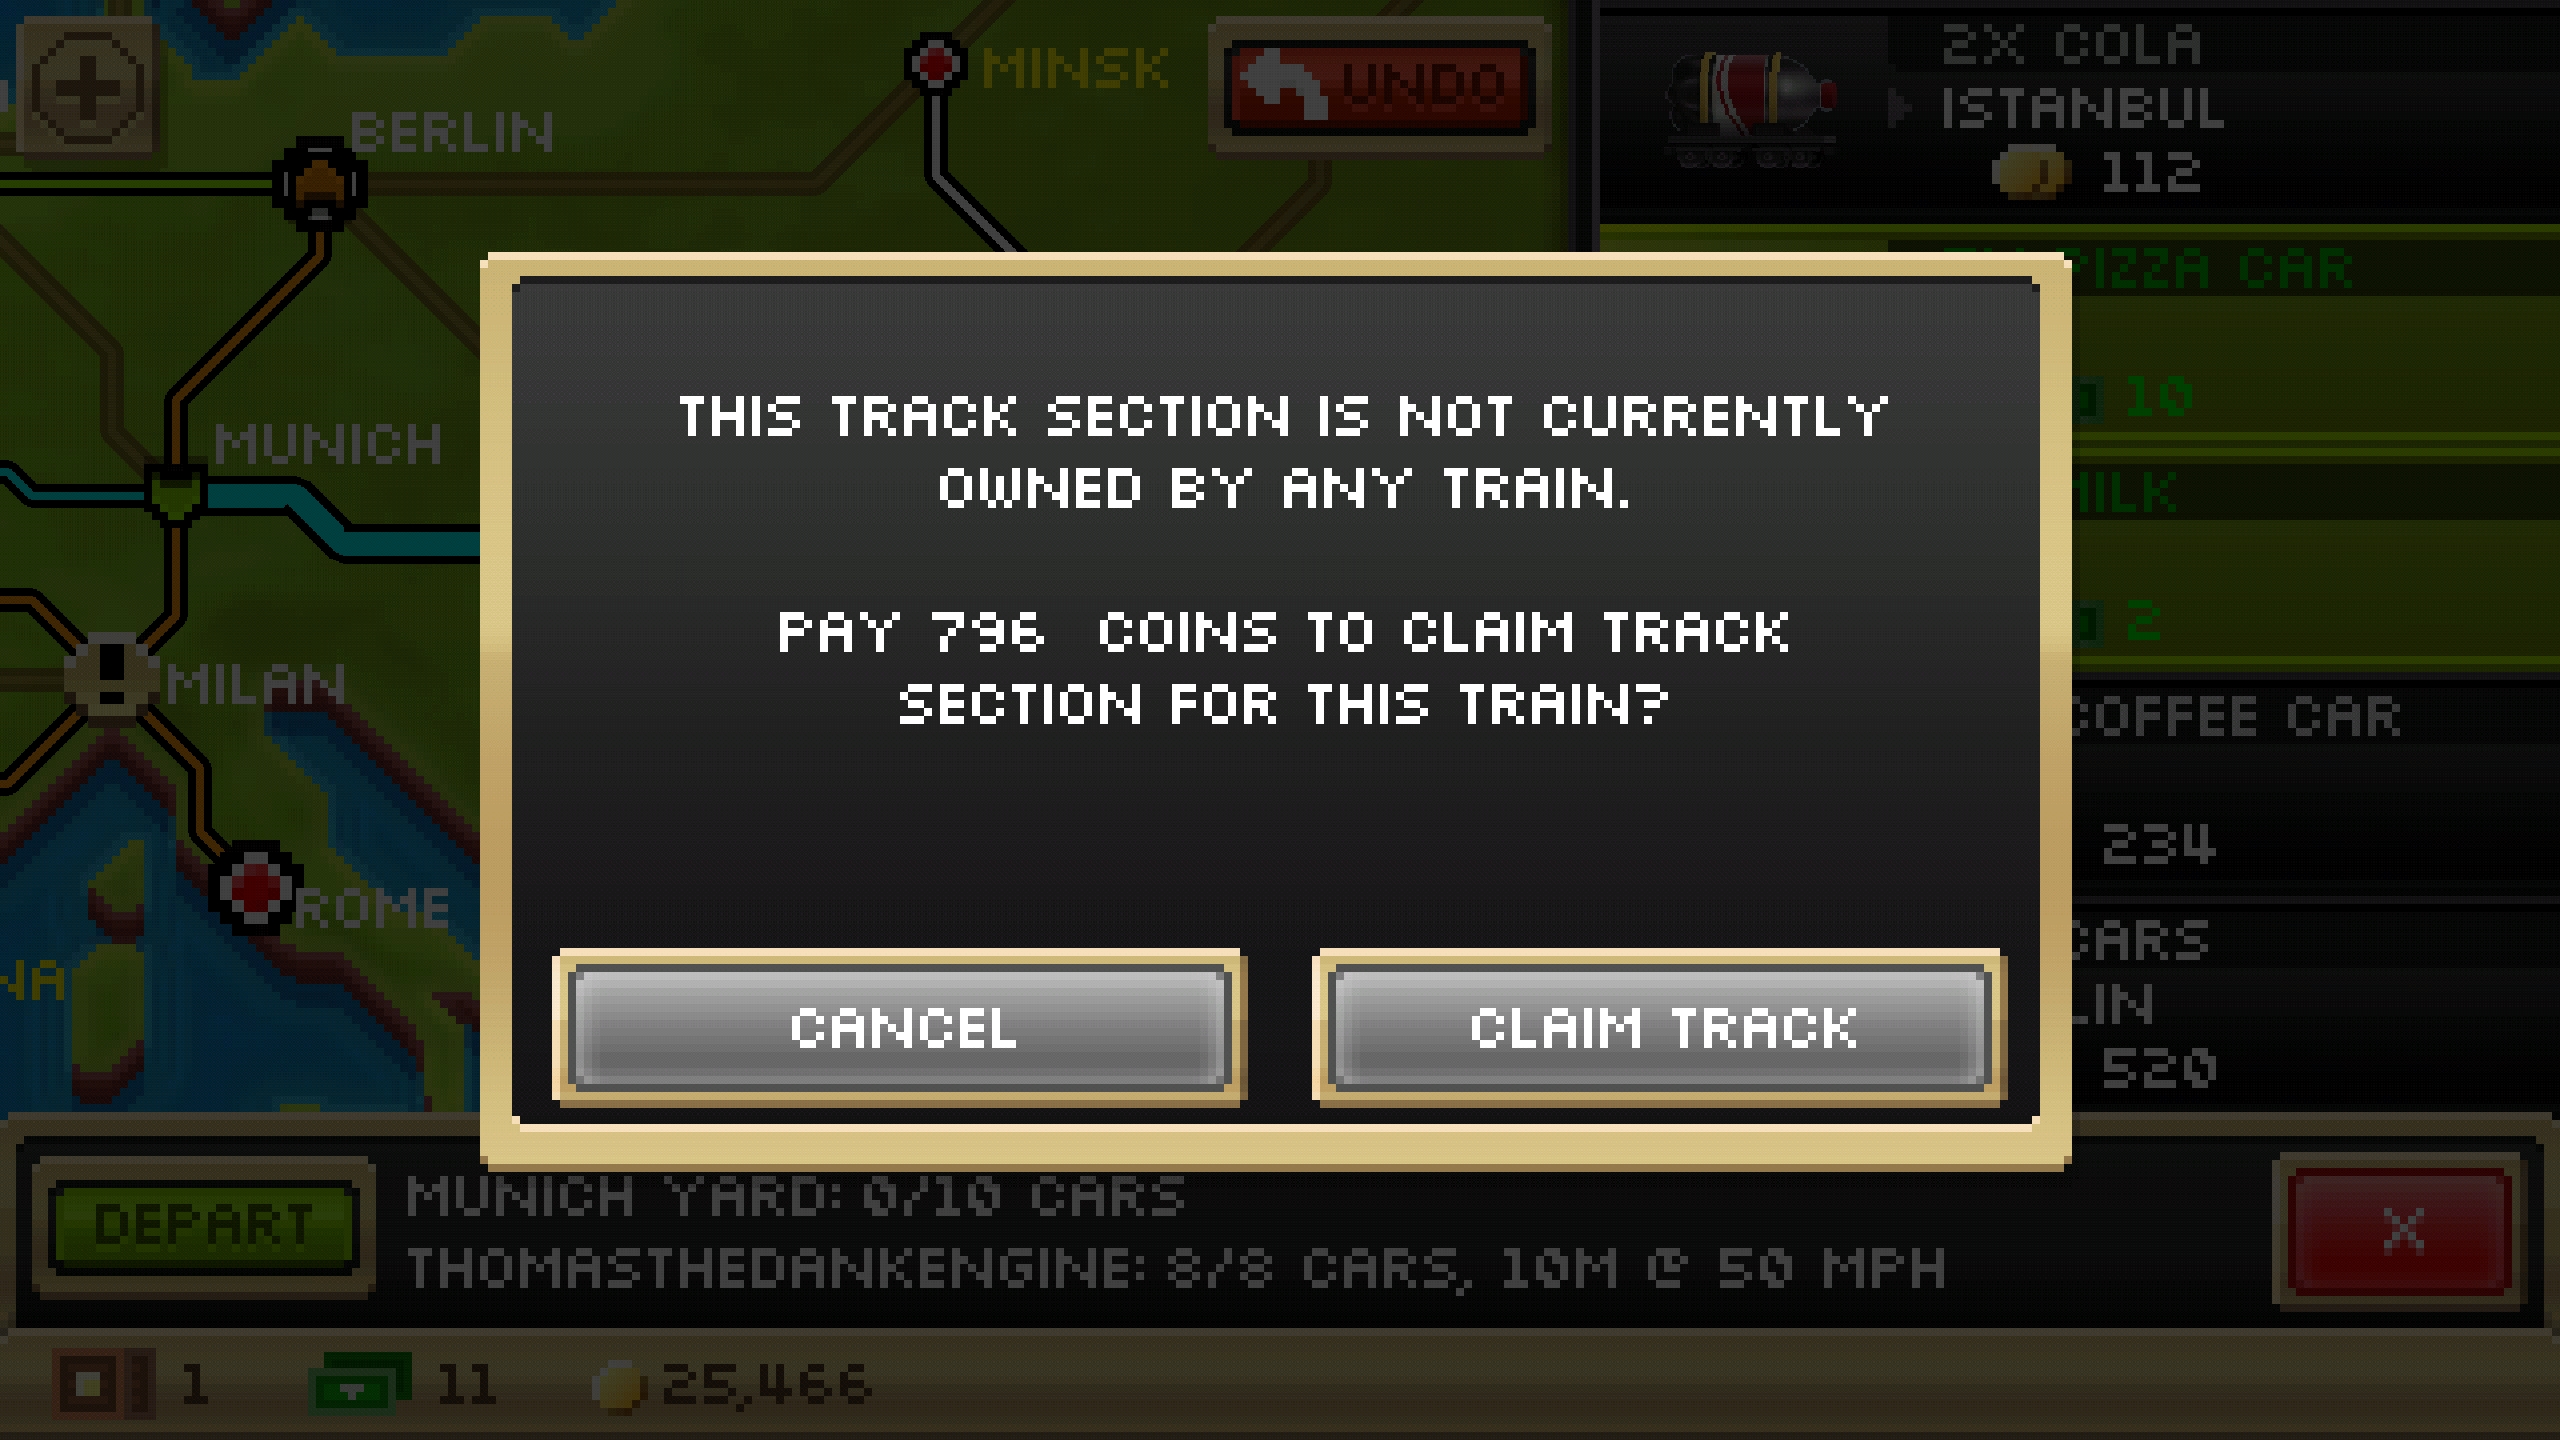 MINSK
UNDO
BERLIN
MUNICH
MILAN
ROME
NA
2X COLA
ISTANBUL
112
PIZZA CAR
10
MILK
2
COFFEE CAR
234
CARS
LIN
520
THIS TRACK SECTION IS NOT CURRENTLY
OWNED BY ANY TRAIN.
PAY 796 COINS TO CLAIM TRACK
SECTION FOR THIS TRAIN?
CANCEL
CLAIM TRACK
DEPART
MUNICH YARD: 0/10 CARS
THOMASTHEDANKENGINE: 8/8 CARS, 10M @ 50 MPH
X
1
11
25,466